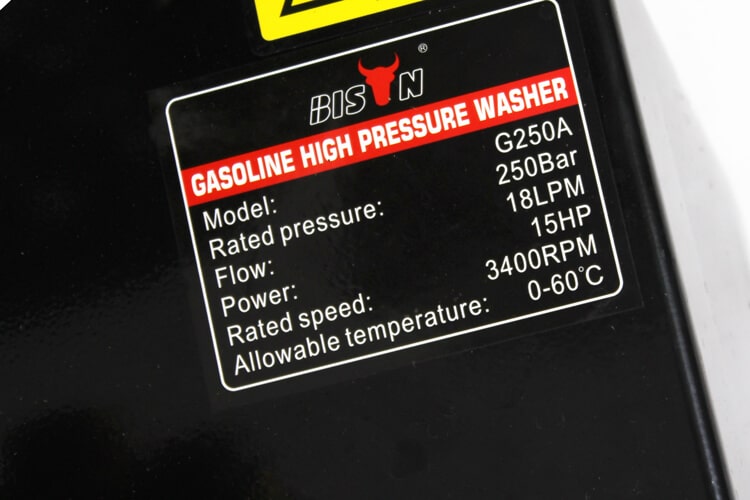 BISON ®
GASOLINE HIGH PRESSURE WASHER
Model: G250A
Rated pressure: 250Bar
Flow: 18LPM
Power: 15HP
Rated speed: 3400RPM
Allowable temperature: 0-60°C